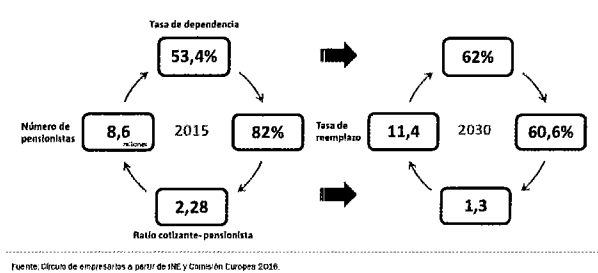 Tasa de dependencia
53,4%
62%
Número de pensionistas
8,6
millones
2015
82%
Tasa de reemplazo
11,4
2030
60,6%
2,28
1,3
Ratio cotizante- pensionista
Fuente: Círculo de empresarios a partir de INE y Comisión Europea 2016.